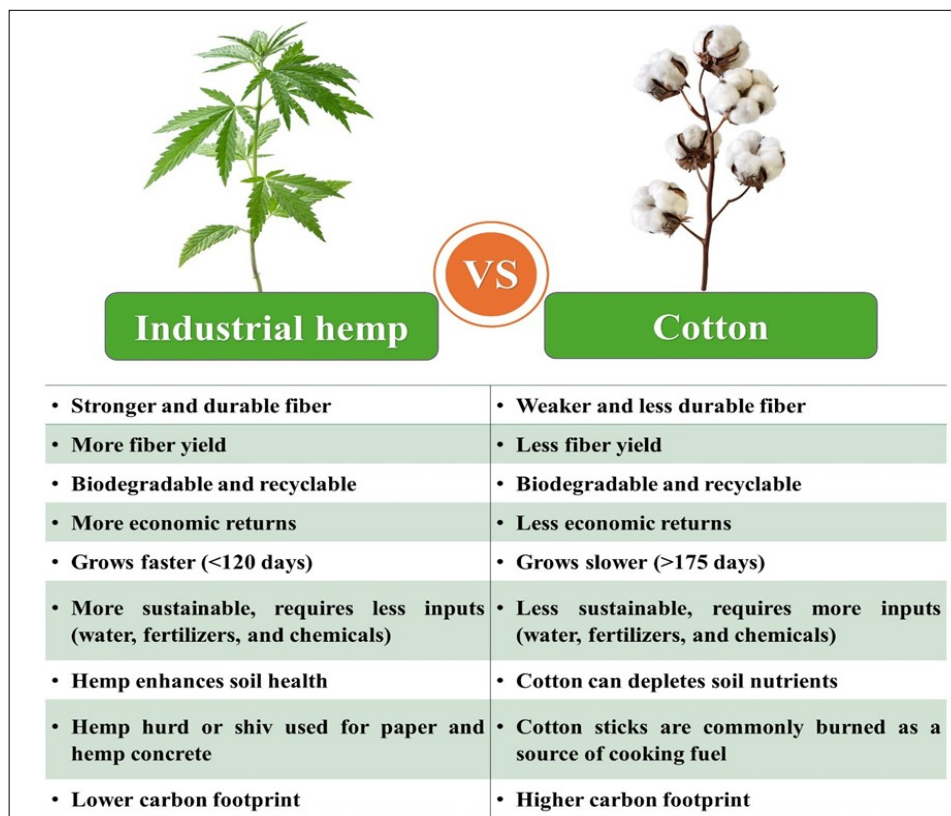 VS
Industrial hemp
Cotton
• Stronger and durable fiber
• Weaker and less durable fiber
• More fiber yield
• Less fiber yield
• Biodegradable and recyclable
• Biodegradable and recyclable
• More economic returns
• Less economic returns
• Grows faster (<120 days)
• Grows slower (>175 days)
• More sustainable, requires less inputs
(water, fertilizers, and chemicals)
• Less sustainable, requires more inputs
(water, fertilizers, and chemicals)
• Hemp enhances soil health
• Cotton can depletes soil nutrients
• Hemp hurd or shiv used for paper and
hemp concrete
• Cotton sticks are commonly burned as a
source of cooking fuel
• Lower carbon footprint
• Higher carbon footprint